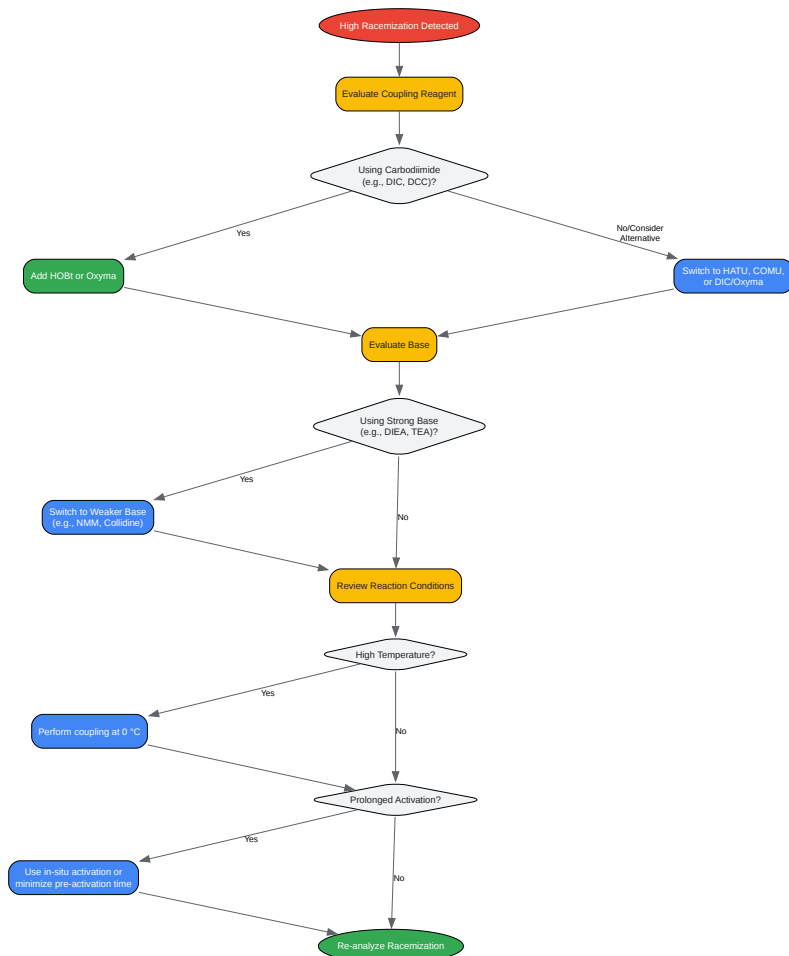 High Racemization Detected
Evaluate Coupling Reagent
Using Carbodiimide
(e.g., DIC, DCC)?
Yes
No/Consider
Alternative
Add HOBt or Oxyma
Switch to HATU, COMU,
or DIC/Oxyma
Evaluate Base
Using Strong Base
(e.g., DIEA, TEA)?
Yes
No
Switch to Weaker Base
(e.g., NMM, Collidine)
Review Reaction Conditions
High Temperature?
Yes
No
Perform coupling at 0 °C
Prolonged Activation?
Yes
No
Use in-situ activation or
minimize pre-activation time
Re-analyze Racemization